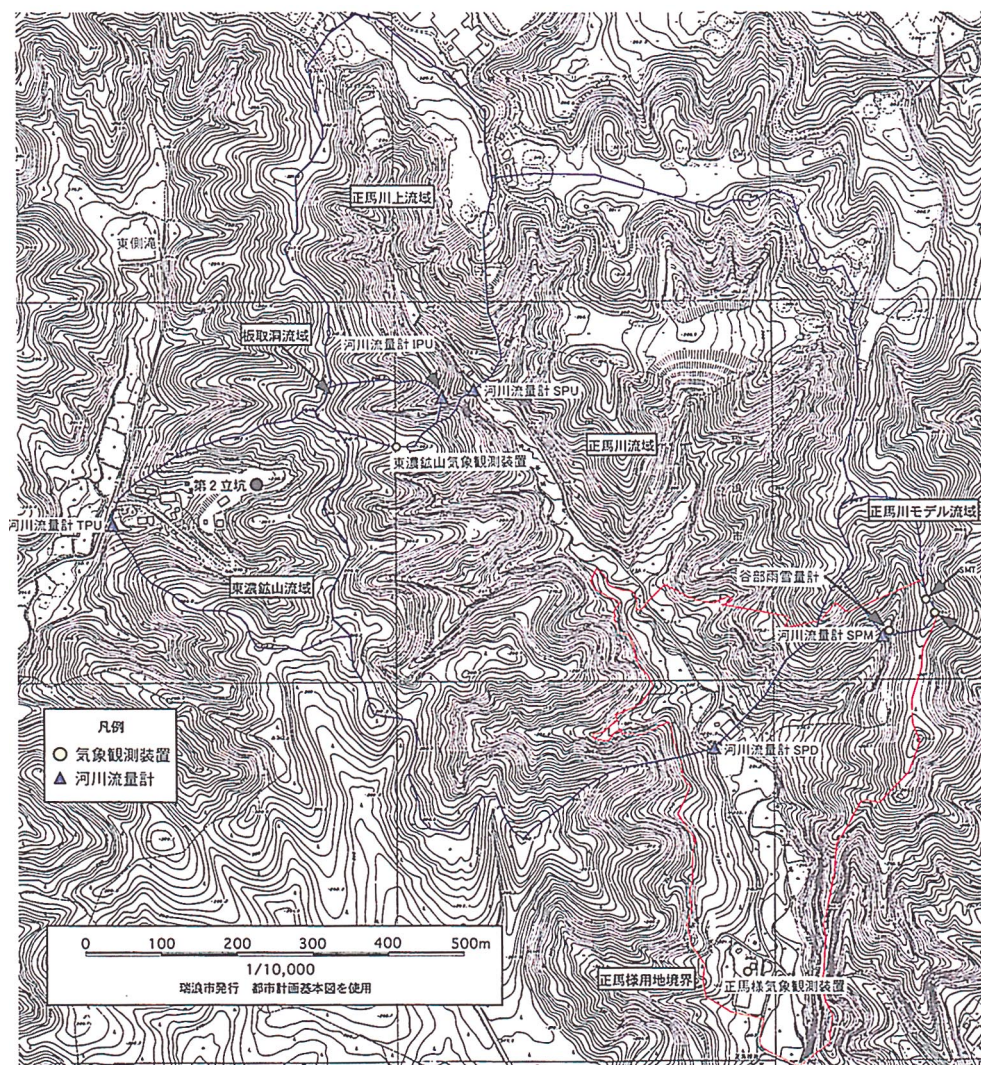 正馬川上流域
東側滝
板取洞流域
河川流量計 IPU
河川流量計 SPU
東濃鉱山気象観測装置
正馬川流域
第2立坑
正馬川モデル流域
河川流量計 TPU
谷部雨雪量計
東濃鉱山流域
河川流量計 SPM
凡例
気象観測装置
河川流量計
河川流量計 SPD
0 100 200 300 400 500m
1/10,000
瑞浪市発行 都市計画基本図を使用
正馬様用地境界
正馬様気象観測装置